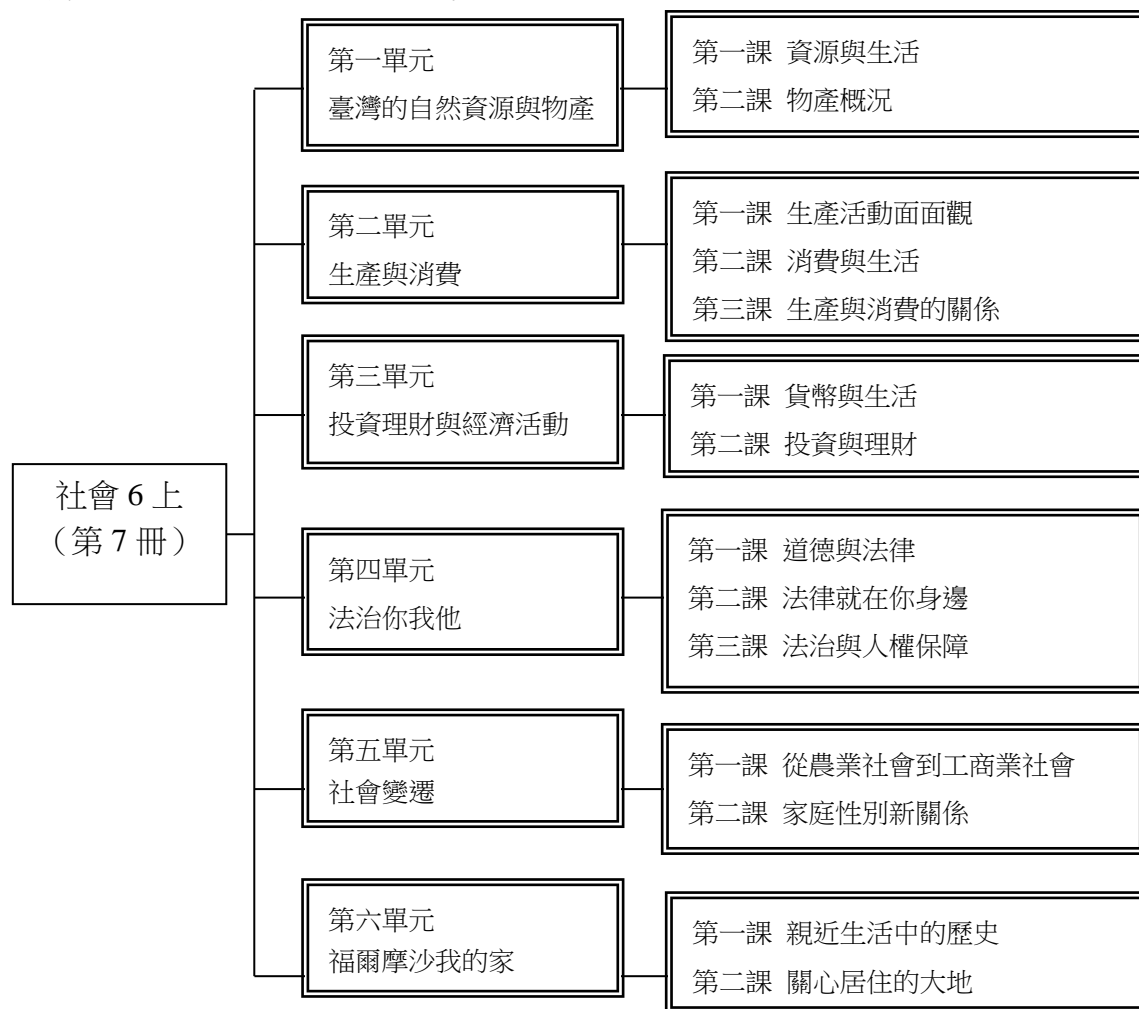 第一單元
臺灣的自然資源與物產
第一課 資源與生活
第二課 物產概況
第二單元
生產與消費
第一課 生產活動面面觀
第二課 消費與生活
第三課 生產與消費的關係
第三單元
投資理財與經濟活動
第一課 貨幣與生活
第二課 投資與理財
社會 6 上
（第 7 冊）
第四單元
法治你我他
第一課 道德與法律
第二課 法律就在你身邊
第三課 法治與人權保障
第五單元
社會變遷
第一課 從農業社會到工商業社會
第二課 家庭性別新關係
第六單元
福爾摩沙我的家
第一課 親近生活中的歷史
第二課 關心居住的大地